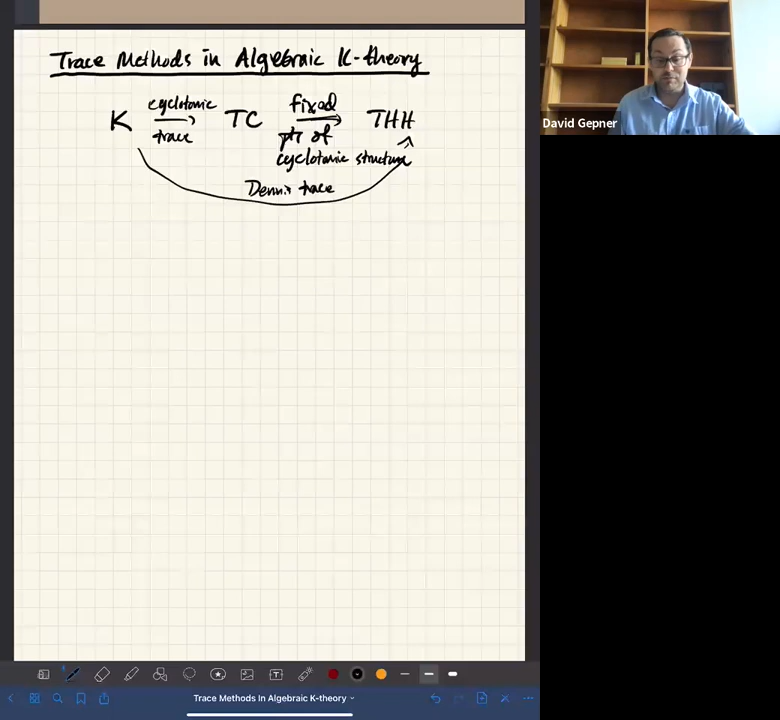 Trace Methods in Algebraic K-theory
cyclotomic fixed
K → TC → THH
trace pts of
cyclotomic structure
Dennis trace
David Gepner
Trace Methods In Algebraic K-theory